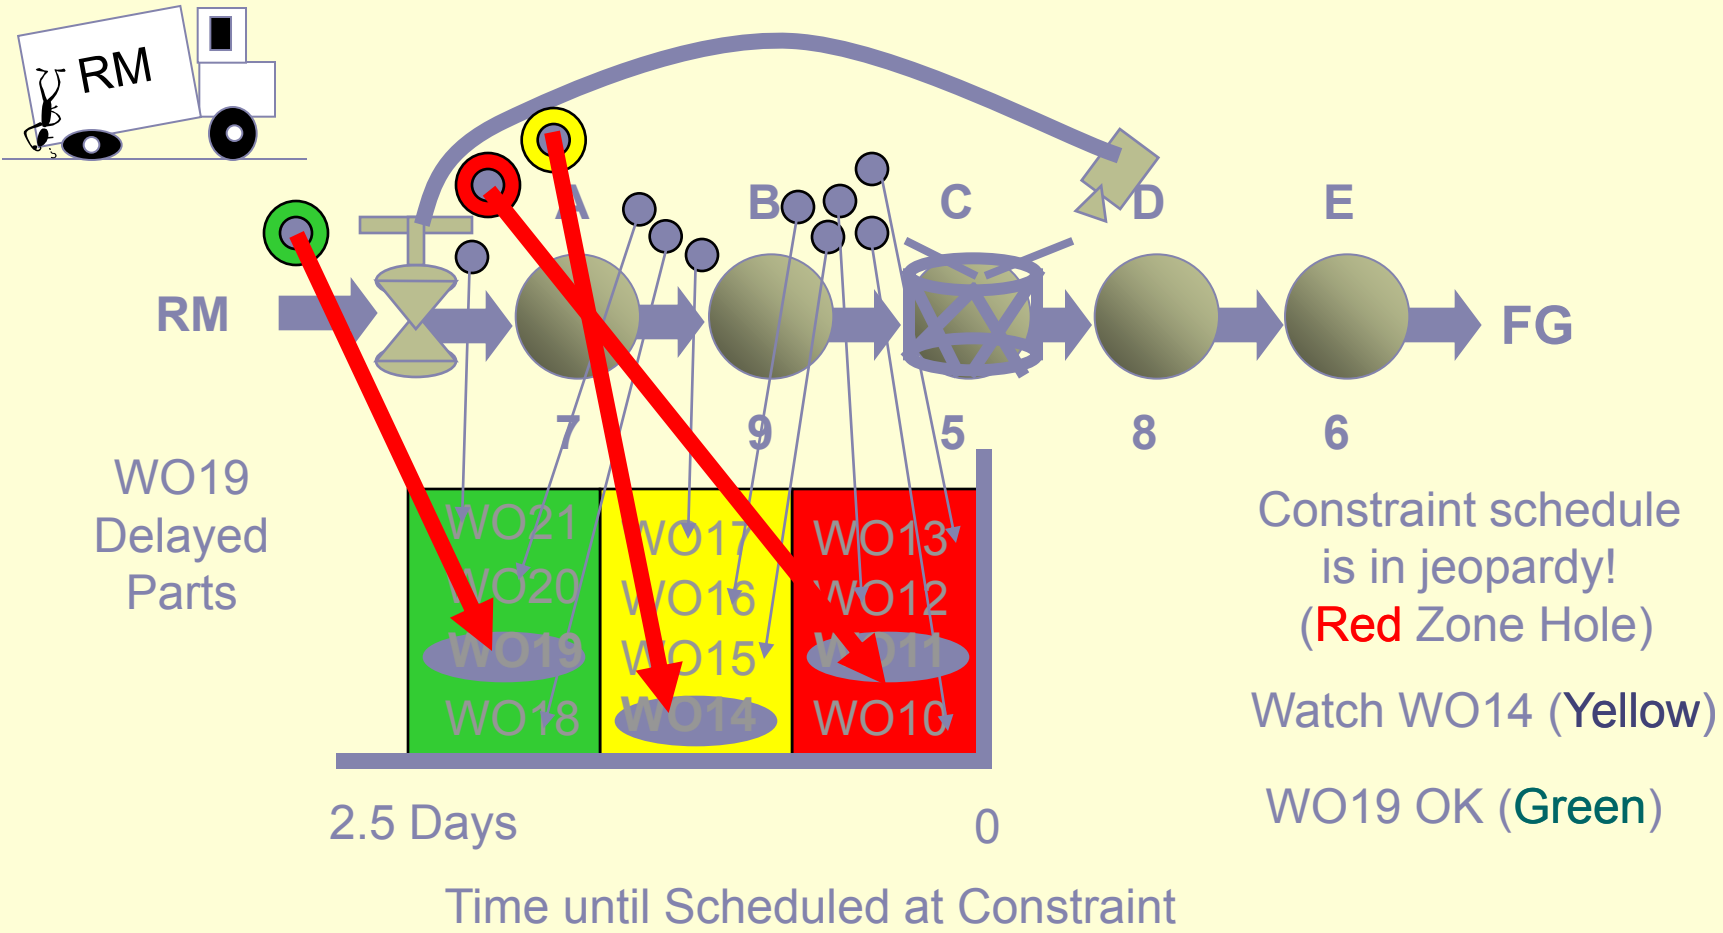 RM
A B C D E
RM
FG
7 9 5 8 6
WO19
Delayed
Parts
WO21
WO20
WO19
WO18
WO17
WO16
WO15
WO14
WO13
WO12
WO11
WO10
Constraint schedule
is in jeopardy!
(Red Zone Hole)
Watch WO14 (Yellow)
WO19 OK (Green)
2.5 Days
0
Time until Scheduled at Constraint